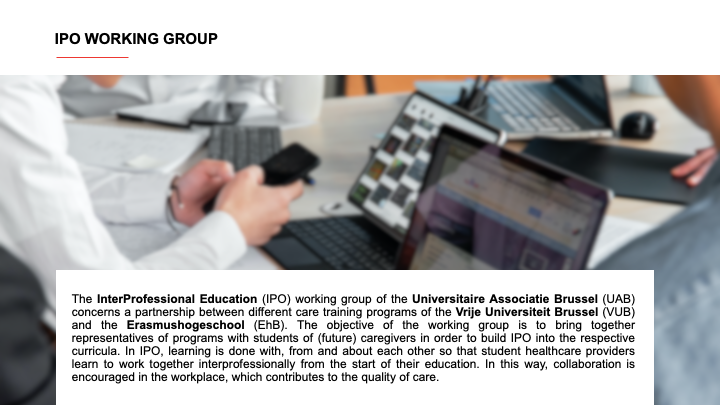 IPO WORKING GROUP
The InterProfessional Education (IPO) working group of the Universitaire Associatie Brussel (UAB)
concerns a partnership between different care training programs of the Vrije Universiteit Brussel (VUB)
and the Erasmushogeschool (EhB). The objective of the working group is to bring together
representatives of programs with students of (future) caregivers in order to build IPO into the respective
curricula. In IPO, learning is done with, from and about each other so that student healthcare providers
learn to work together interprofessionally from the start of their education. In this way, collaboration is
encouraged in the workplace, which contributes to the quality of care.